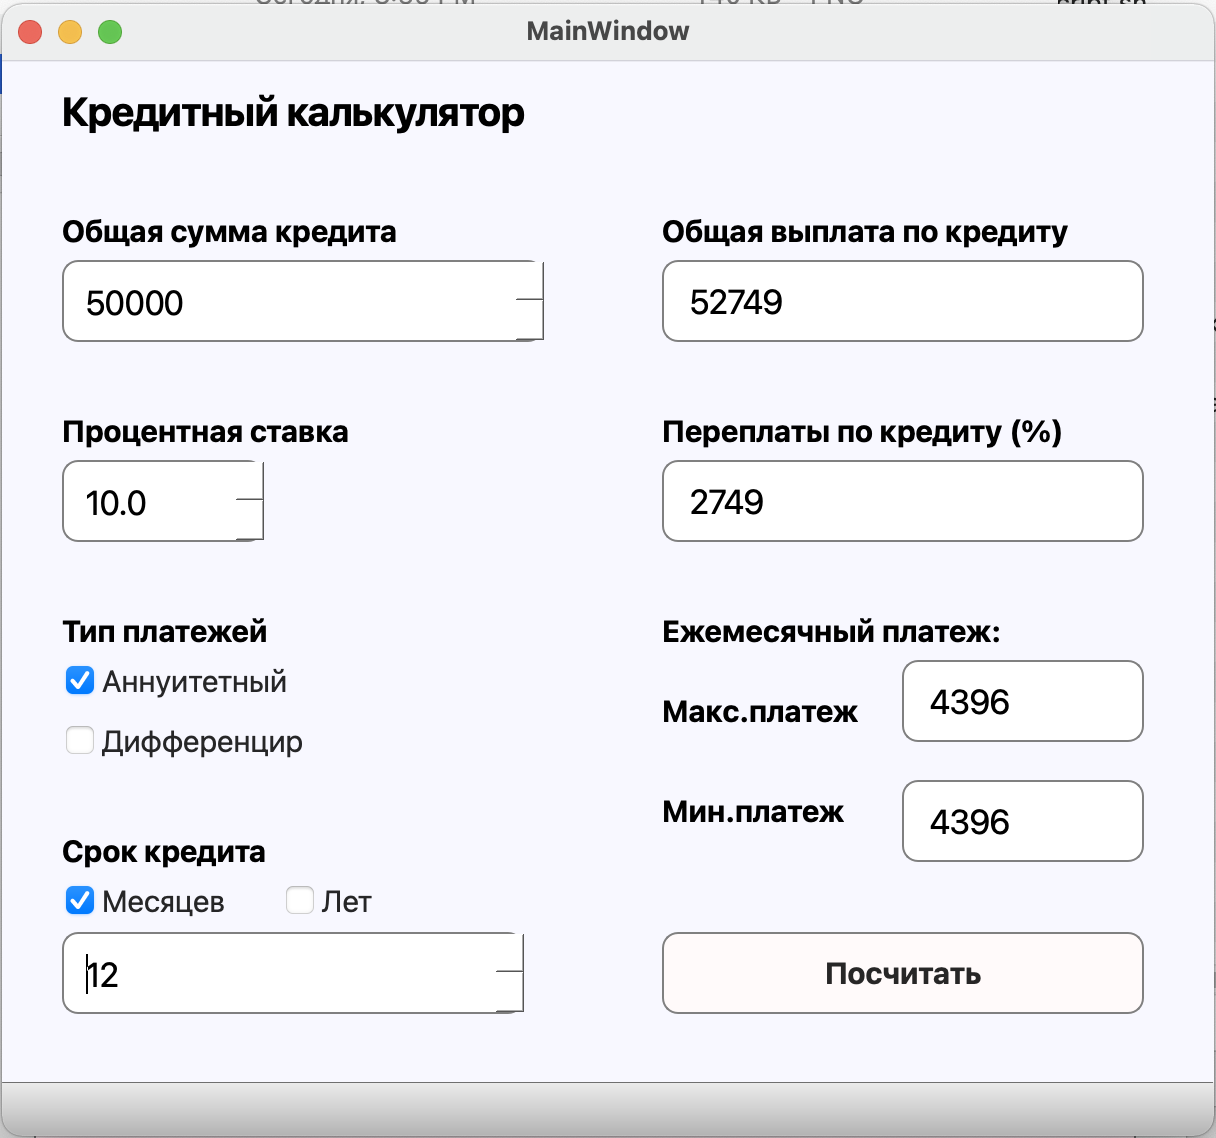 MainWindow
Кредитный калькулятор
Общая сумма кредита
50000
Процентная ставка
10.0
Тип платежей
Аннуитетный
Дифференцир
Срок кредита
Месяцев Лет
12
Общая выплата по кредиту
52749
Переплаты по кредиту (%)
2749
Ежемесячный платеж:
Макс.платеж 4396
Мин.платеж 4396
Посчитать